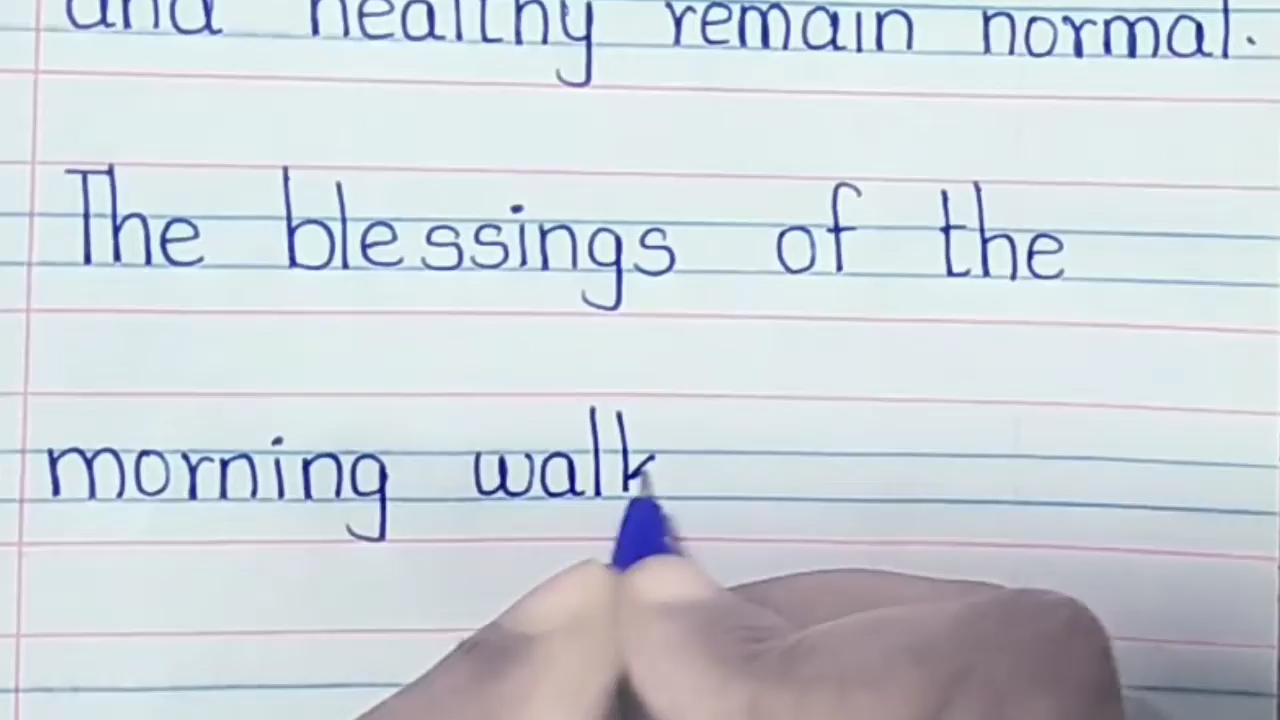 and healthy remain normal.
The blessings of the
morning walk